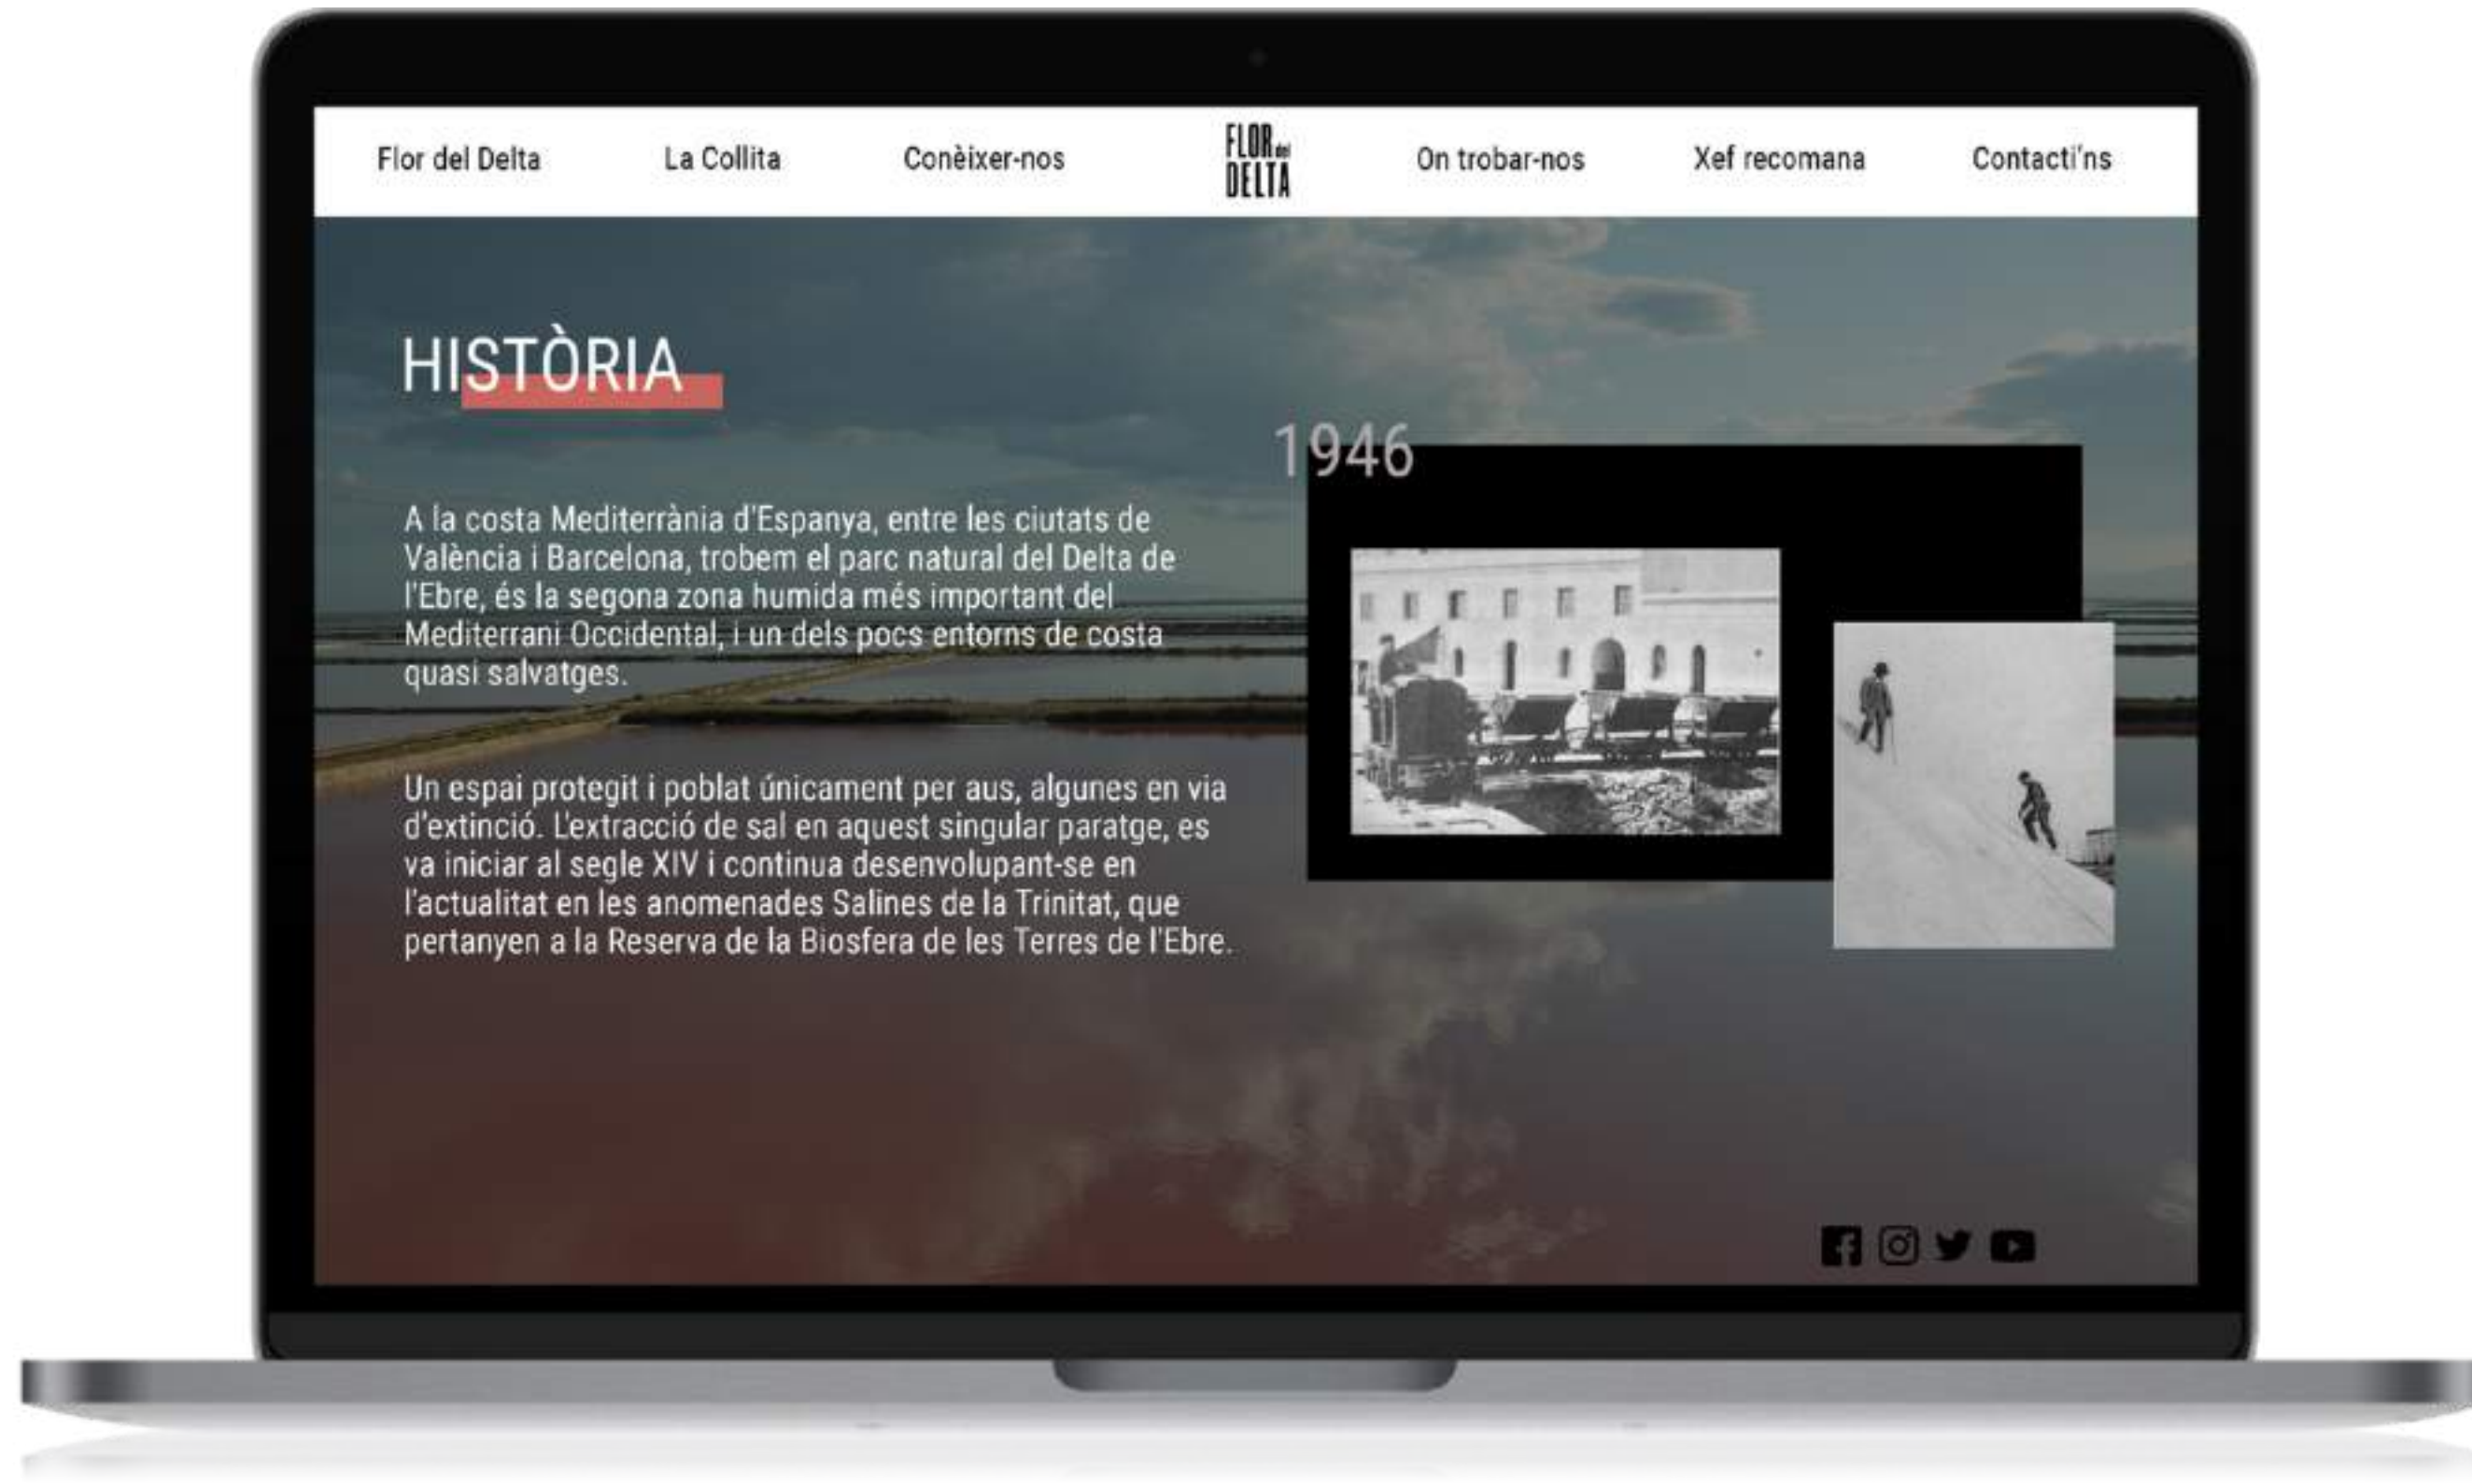 Flor del Delta
La Collita
Conèixer-nos
FLOR del
DELTA
On trobar-nos
Xef recomana
Contacti'ns
HISTÒRIA
A la costa Mediterrània d'Espanya, entre les ciutats de
València i Barcelona, trobem el parc natural del Delta de
l'Ebre, és la segona zona humida més important del
Mediterrani Occidental, i un dels pocs entorns de costa
quasi salvatges.
Un espai protegit i poblat únicament per aus, algunes en via
d'extinció. L'extracció de sal en aquest singular paratge, es
va iniciar al segle XIV i continua desenvolupant-se en
l'actualitat en les anomenades Salines de la Trinitat, que
pertanyen a la Reserva de la Biosfera de les Terres de l'Ebre.
1946